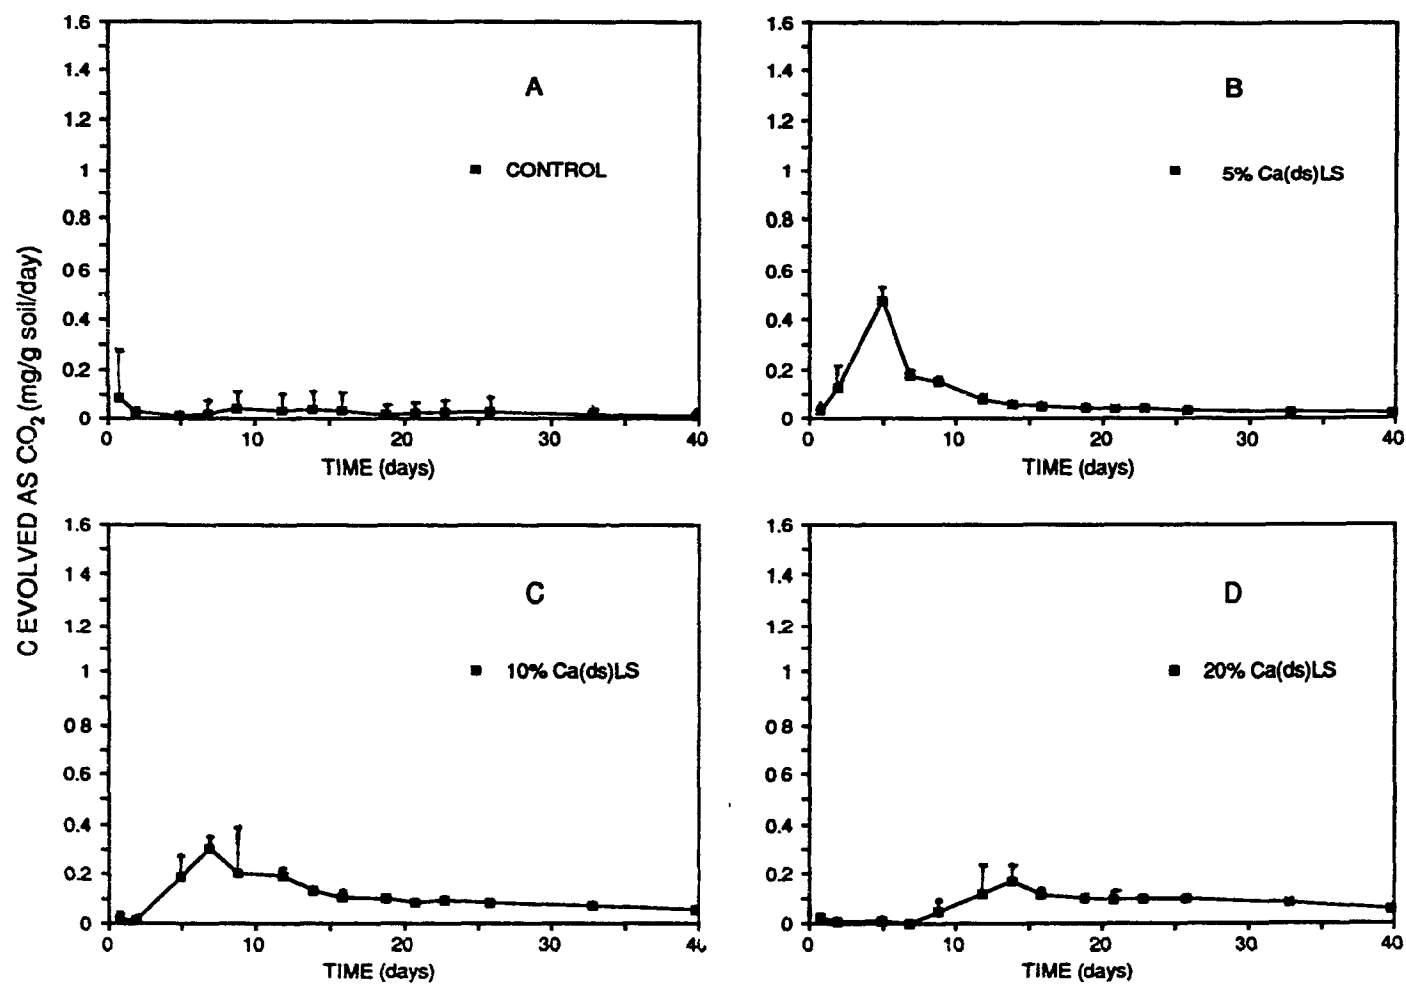 C EVOLVED AS CO2 (mg/g soil/day)
1.6
1.4
1.2
1
0.8
0 6
0.4
0.2
0
A
CONTROL
0 10 20 30 40
TIME (days)
1.6
1.4
1.2
1
0.8
0.6
0.4
0.2
0
B
5% Ca(ds)LS
0 10 20 30 40
TIME (days)
1.6
1 4
1.2
1
0 8
0.6
0.4
0.2
0
C
10% Ca(ds)LS
0 10 20 30 40
TIME (days)
1.6
1.4
1.2
1
0.8
0 6
0.4
0.2
0
D
20% Ca(ds)LS
0 10 20 30 40
TIME (days)